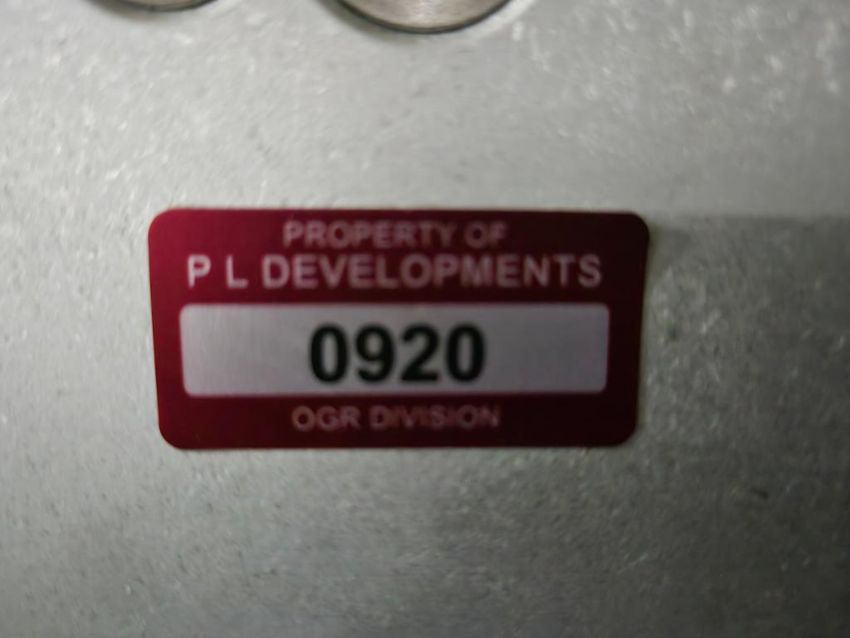 PROPERTY OF
P L DEVELOPMENTS
0920
OGR DIVISION